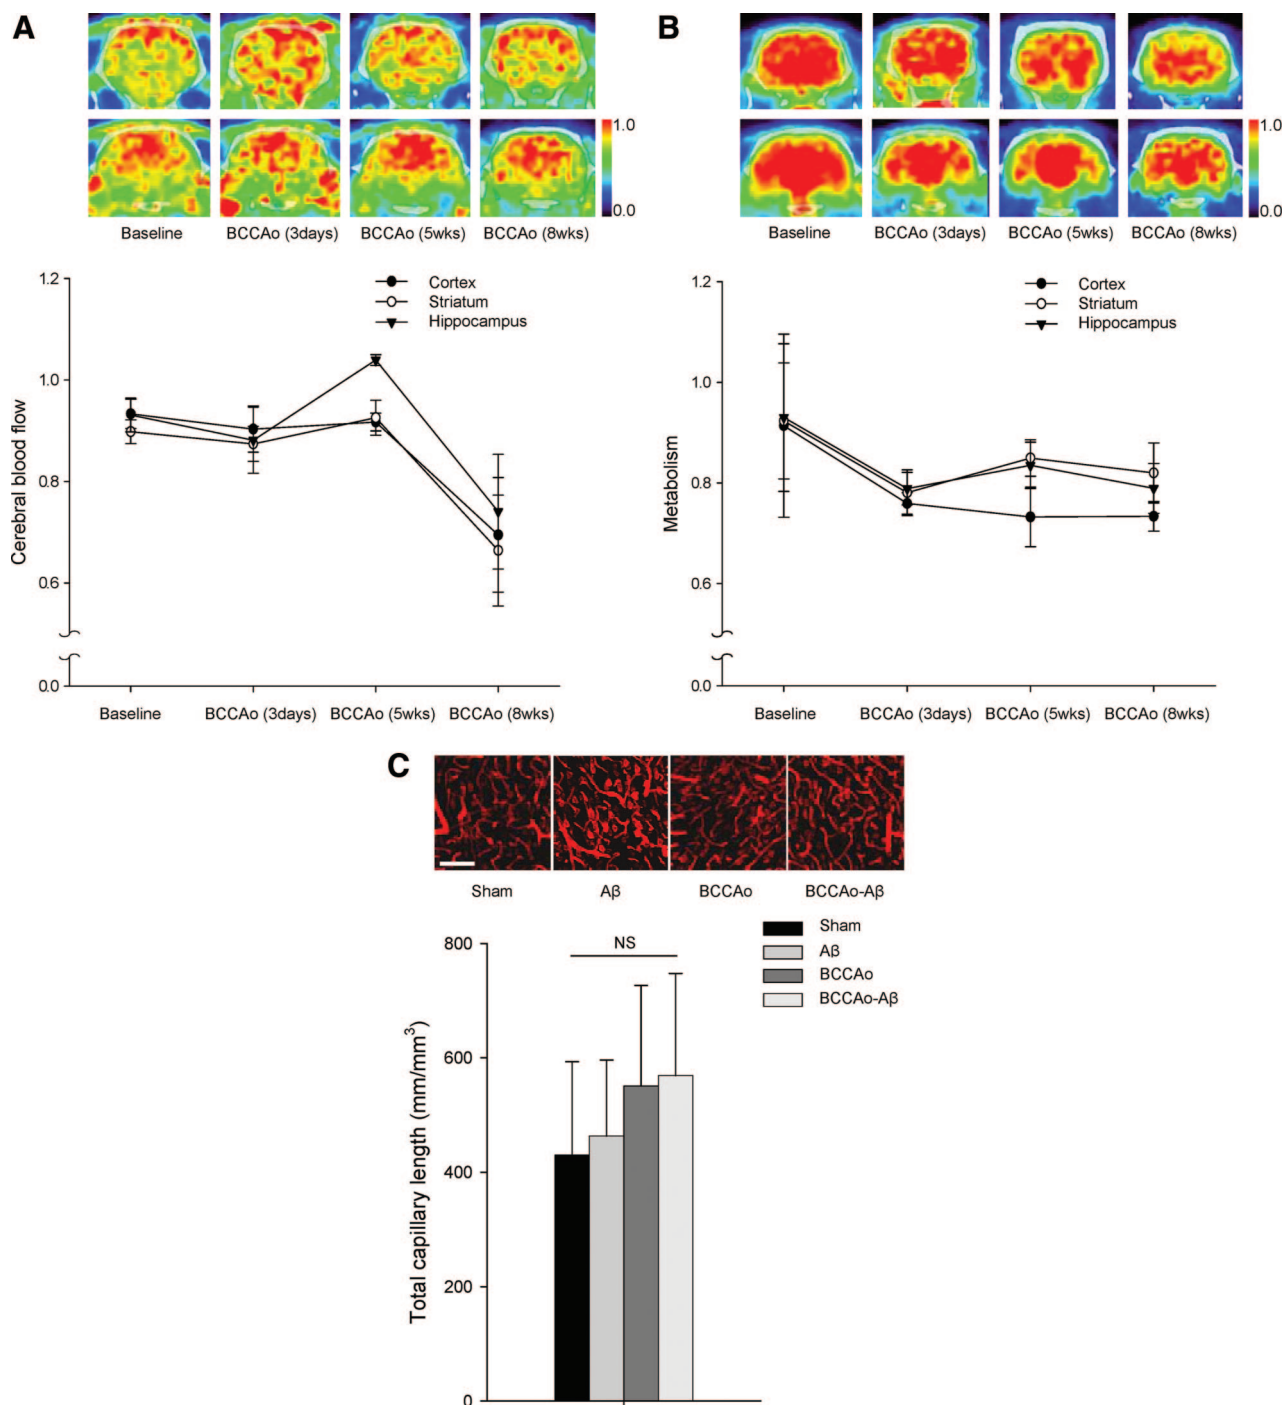 A
B
1.0
0.0
1.0
0.0
Baseline BCCAo (3days) BCCAo (5wks) BCCAo (8wks)
Baseline BCCAo (3days) BCCAo (5wks) BCCAo (8wks)
1.2
1.0
0.8
0.6
0.0
Cerebral blood flow
Cortex
Striatum
Hippocampus
Baseline BCCAo (3days) BCCAo (5wks) BCCAo (8wks)
1.2
1.0
0.8
0.6
0.0
Metabolism
Cortex
Striatum
Hippocampus
Baseline BCCAo (3days) BCCAo (5wks) BCCAo (8wks)
C
Sham Aβ BCCAo BCCAo-Aβ
800
600
400
200
0
Total capillary length (mm/mm³)
NS
Sham
Aβ
BCCAo
BCCAo-Aβ